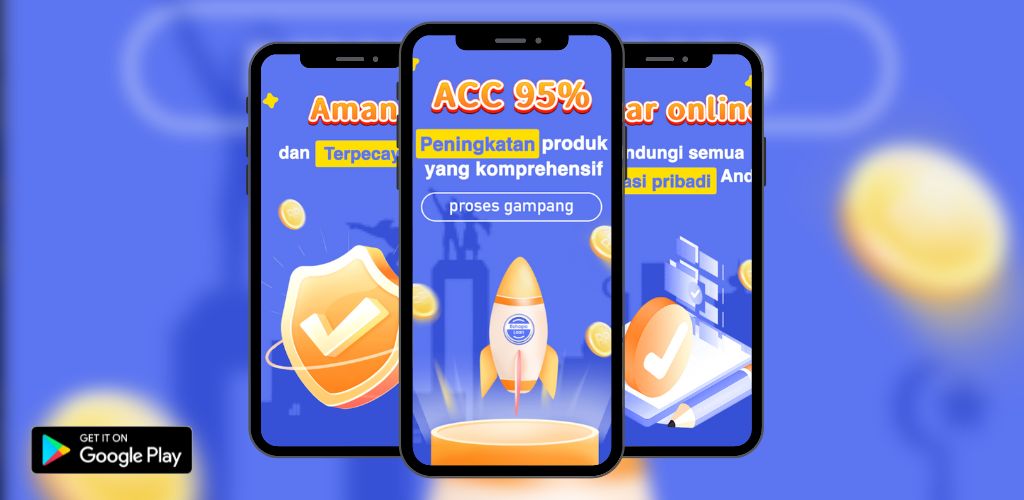 Aman
dan Terpecay
ACC 95%
Peningkatan produk
yang komprehensif
proses gampang
Loan
ar online
ndungi semua
asi pribadi And
GET IT ON
Google Play